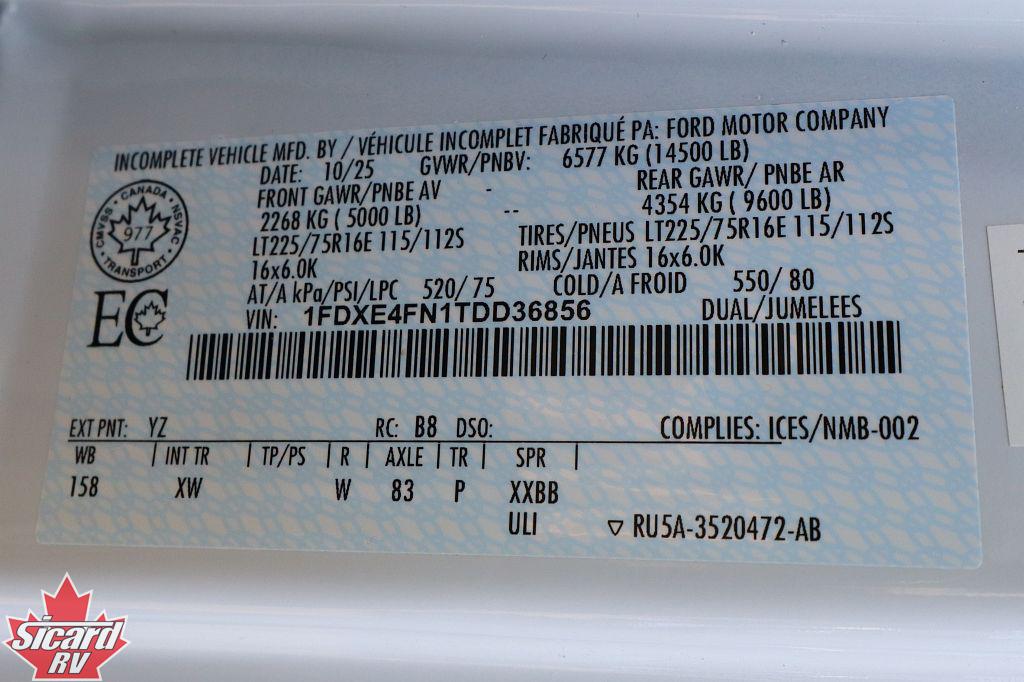 INCOMPLETE VEHICLE MFD. BY / VÉHICULE INCOMPLET FABRIQUÉ PA: FORD MOTOR COMPANY
DATE: 10/25 GVWR/PNBV: 6577 KG (14500 LB)
FRONT GAWR/PNBE AV - REAR GAWR/ PNBE AR
2268 KG ( 5000 LB) -- 4354 KG ( 9600 LB)
LT225/75R16E 115/112S TIRES/PNEUS LT225/75R16E 115/112S
16x6.0K RIMS/JANTES 16x6.0K
AT/A kPa/PSI/LPC 520/ 75 COLD/A FROID 550/ 80
VIN: 1FDXE4FN1TDD36856 DUAL/JUMELEES
CMVSS · CANADA · NSVAC
977
· TRANSPORT ·
EC
EXT PNT: YZ RC: B8 DSO: COMPLIES: ICES/NMB-002
WB | INT TR | TP/PS | R | AXLE | TR | SPR |
158 XW W 83 P XXBB
ULI ▽ RU5A-3520472-AB
Sicard
RV